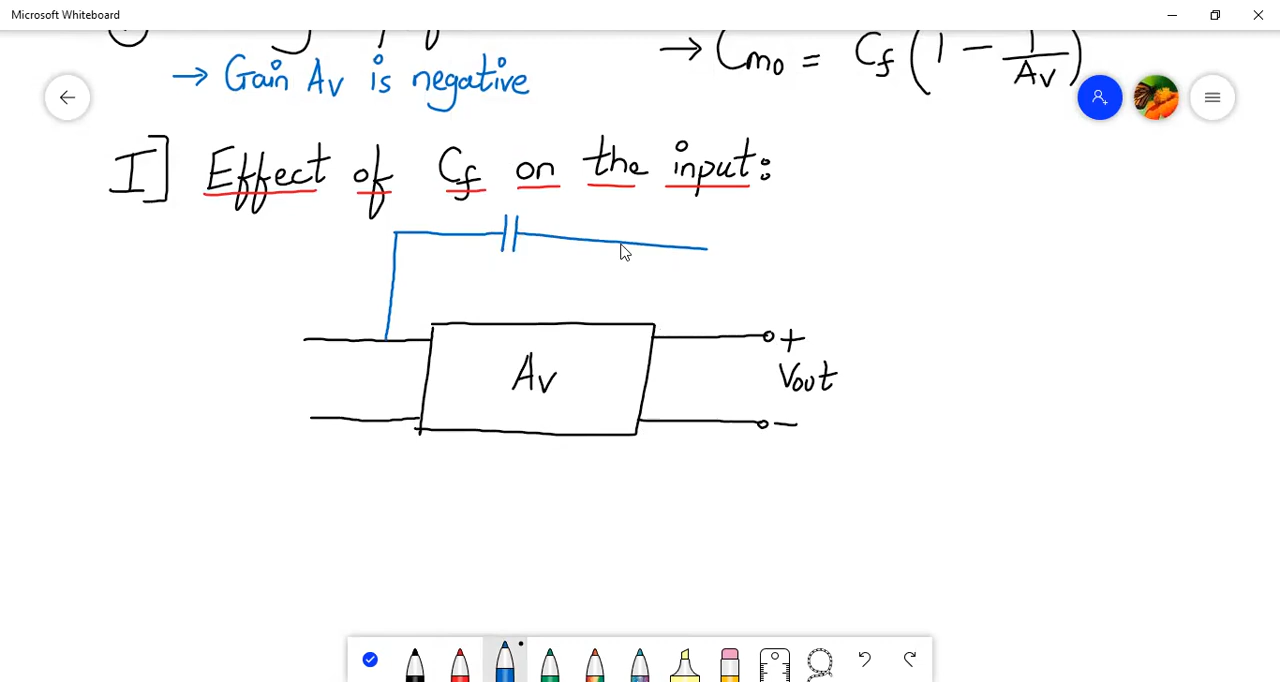 Microsoft Whiteboard
→ Gain Av is negative
→ Cmo = Cf (1 - 1/Av)
I] Effect of Cf on the input:
Av
+
Vout
-